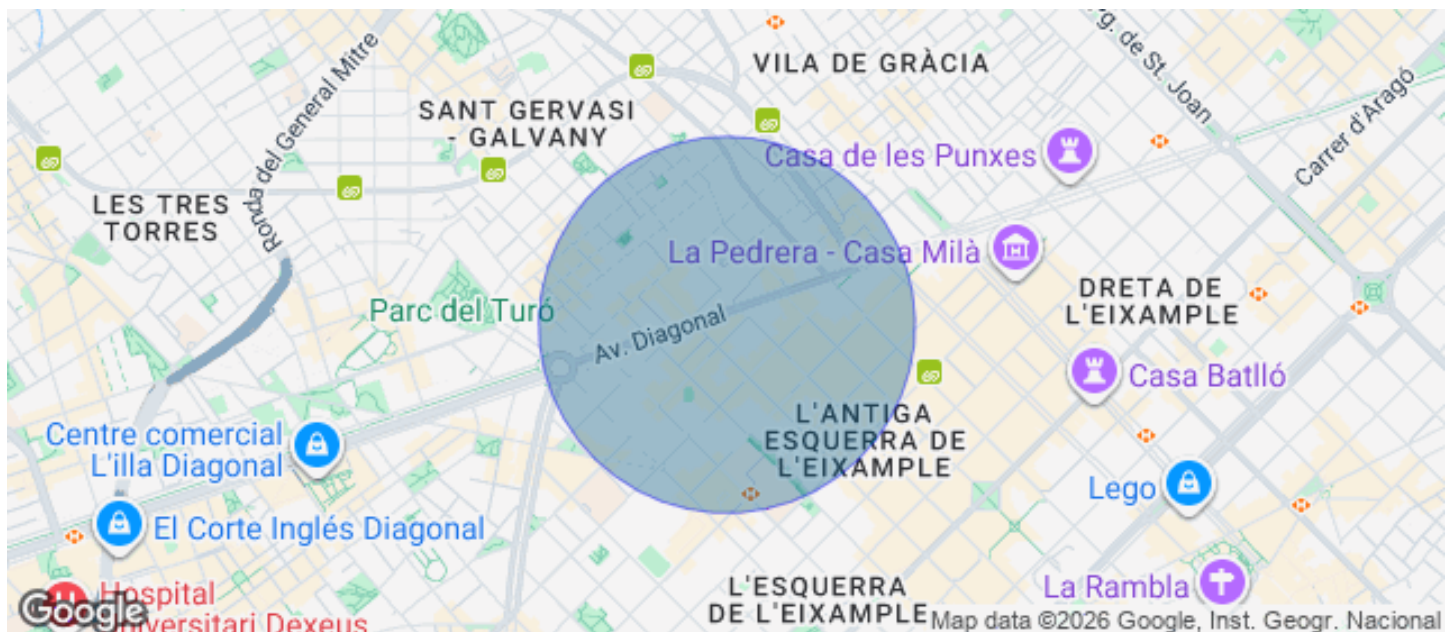 VILA DE GRÀCIA
g. de St. Joan
Ronda del General Mitre
SANT GERVASI
- GALVANY
Carrer d'Aragó
Casa de les Punxes
LES TRES
TORRES
La Pedrera - Casa Milà
DRETA DE
L'EIXAMPLE
Parc del Turó
Av. Diagonal
Casa Batlló
L'ANTIGA
ESQUERRA DE
L'EIXAMPLE
Centre comercial
L'illa Diagonal
Lego
El Corte Inglés Diagonal
L'ESQUERRA
DE L'EIXAMPLE
La Rambla
Hospital
Universitari Dexeus
Google
Map data ©2026 Google, Inst. Geogr. Nacional